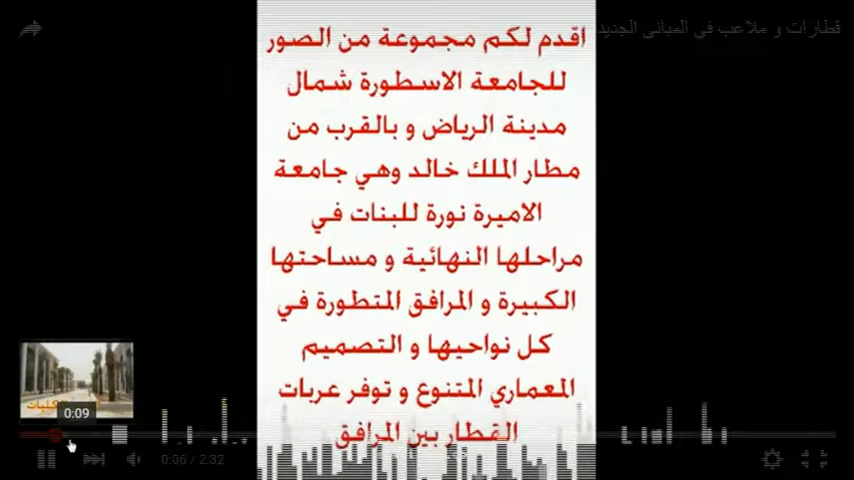 قطارات و ملاعب في المباني الجديد
اقدم لكم مجموعة من الصور
للجامعة الاسطورة شمال
مدينة الرياض و بالقرب من
مطار الملك خالد وهي جامعة
الاميرة نورة للبنات في
مراحلها النهائية و مساحتها
الكبيرة و المرافق المتطورة في
كل نواحيها و التصميم
المعماري المتنوع و توفر عربات
القطار بين المرافق
0:09
0:06 / 2:32